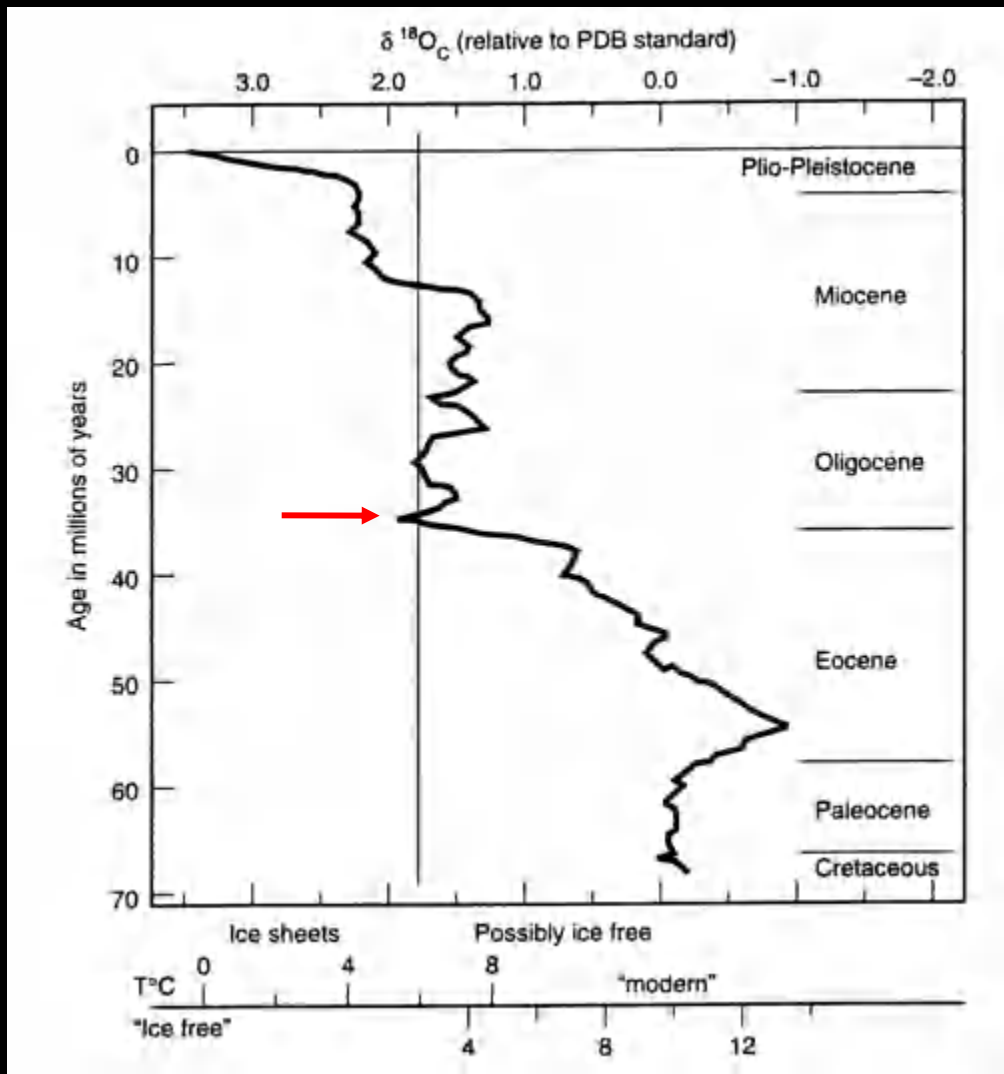 δ ¹⁸O_C (relative to PDB standard)
3.0 2.0 1.0 0.0 −1.0 −2.0
0
10
20
30
40
50
60
70
Age in millions of years
Plio-Pleistocene
Miocene
Oligocene
Eocene
Paleocene
Cretaceous
Ice sheets Possibly ice free
0 4 8
T°C "modern"
"Ice free"
4 8 12